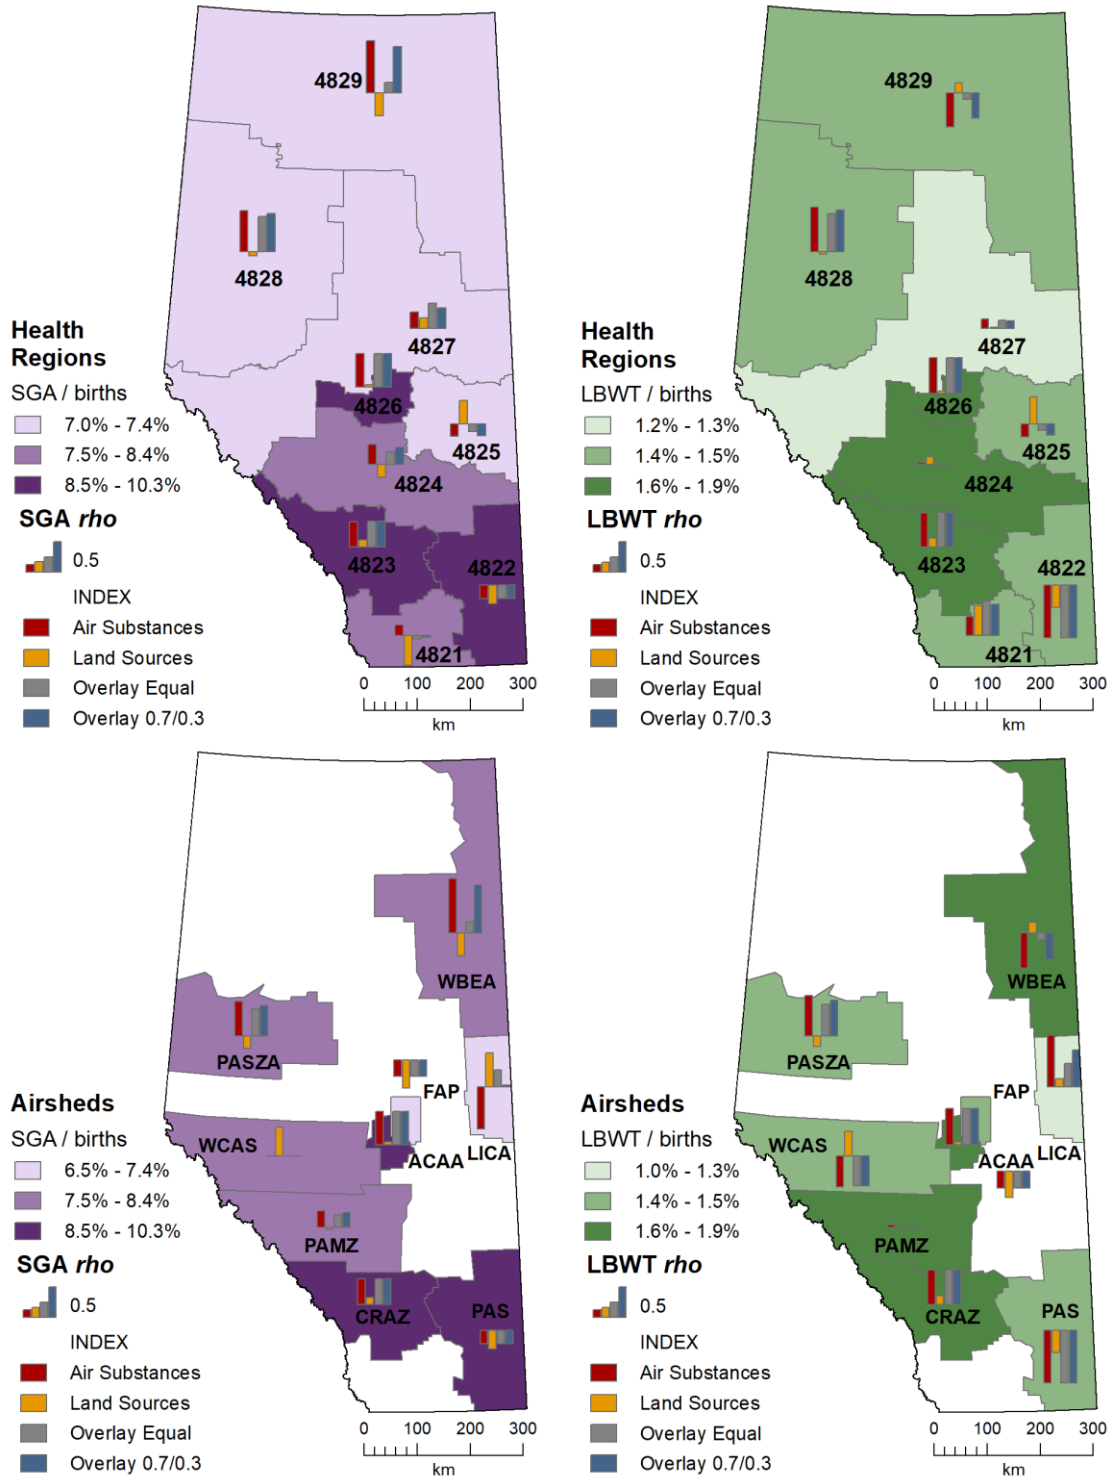 4829
4828
4827
4826
4825
4824
4823
4822
4821
Health
Regions
SGA / births
7.0% - 7.4%
7.5% - 8.4%
8.5% - 10.3%
SGA rho
0.5
INDEX
Air Substances
Land Sources
Overlay Equal
Overlay 0.7/0.3
0 100 200 300
km
4829
4828
4827
4826
4825
4824
4823
4822
4821
Health
Regions
LBWT / births
1.2% - 1.3%
1.4% - 1.5%
1.6% - 1.9%
LBWT rho
0.5
INDEX
Air Substances
Land Sources
Overlay Equal
Overlay 0.7/0.3
0 100 200 300
km
WBEA
PASZA
FAP
WCAS
ACAA
LICA
PAMZ
CRAZ
PAS
Airsheds
SGA / births
6.5% - 7.4%
7.5% - 8.4%
8.5% - 10.3%
SGA rho
0.5
INDEX
Air Substances
Land Sources
Overlay Equal
Overlay 0.7/0.3
0 100 200 300
km
WBEA
PASZA
FAP
WCAS
ACAA
LICA
PAMZ
CRAZ
PAS
Airsheds
LBWT / births
1.0% - 1.3%
1.4% - 1.5%
1.6% - 1.9%
LBWT rho
0.5
INDEX
Air Substances
Land Sources
Overlay Equal
Overlay 0.7/0.3
0 100 200 300
km